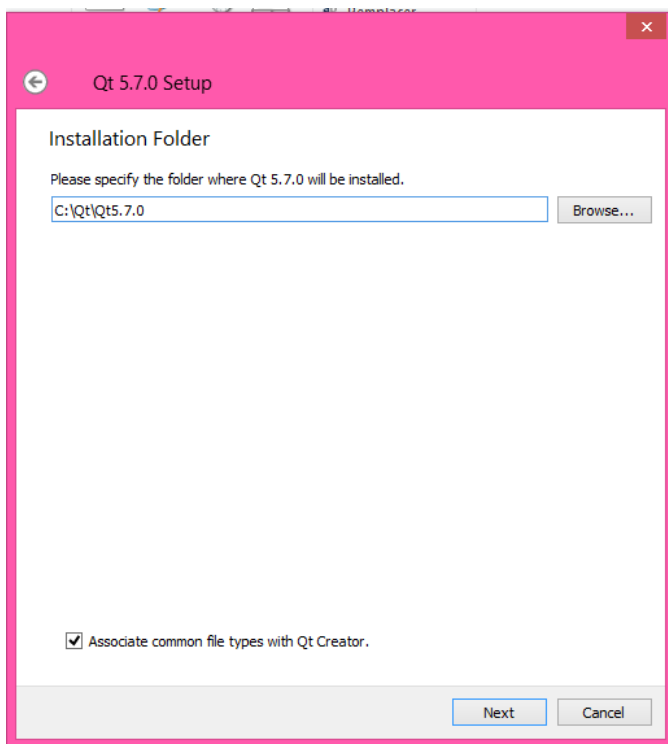 Remplacer
Qt 5.7.0 Setup
Installation Folder
Please specify the folder where Qt 5.7.0 will be installed.
C:\Qt\Qt5.7.0
Browse...
Associate common file types with Qt Creator.
Next
Cancel